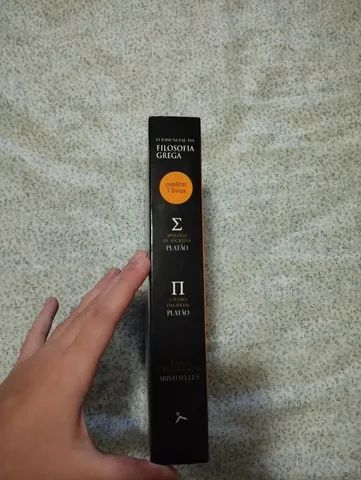 O ESSENCIAL DA
FILOSOFIA
GREGA
contém
3 livros
Σ
APOLOGIA
DE SÓCRATES
PLATÃO
Π
PLATÃO
ARISTÓTELES